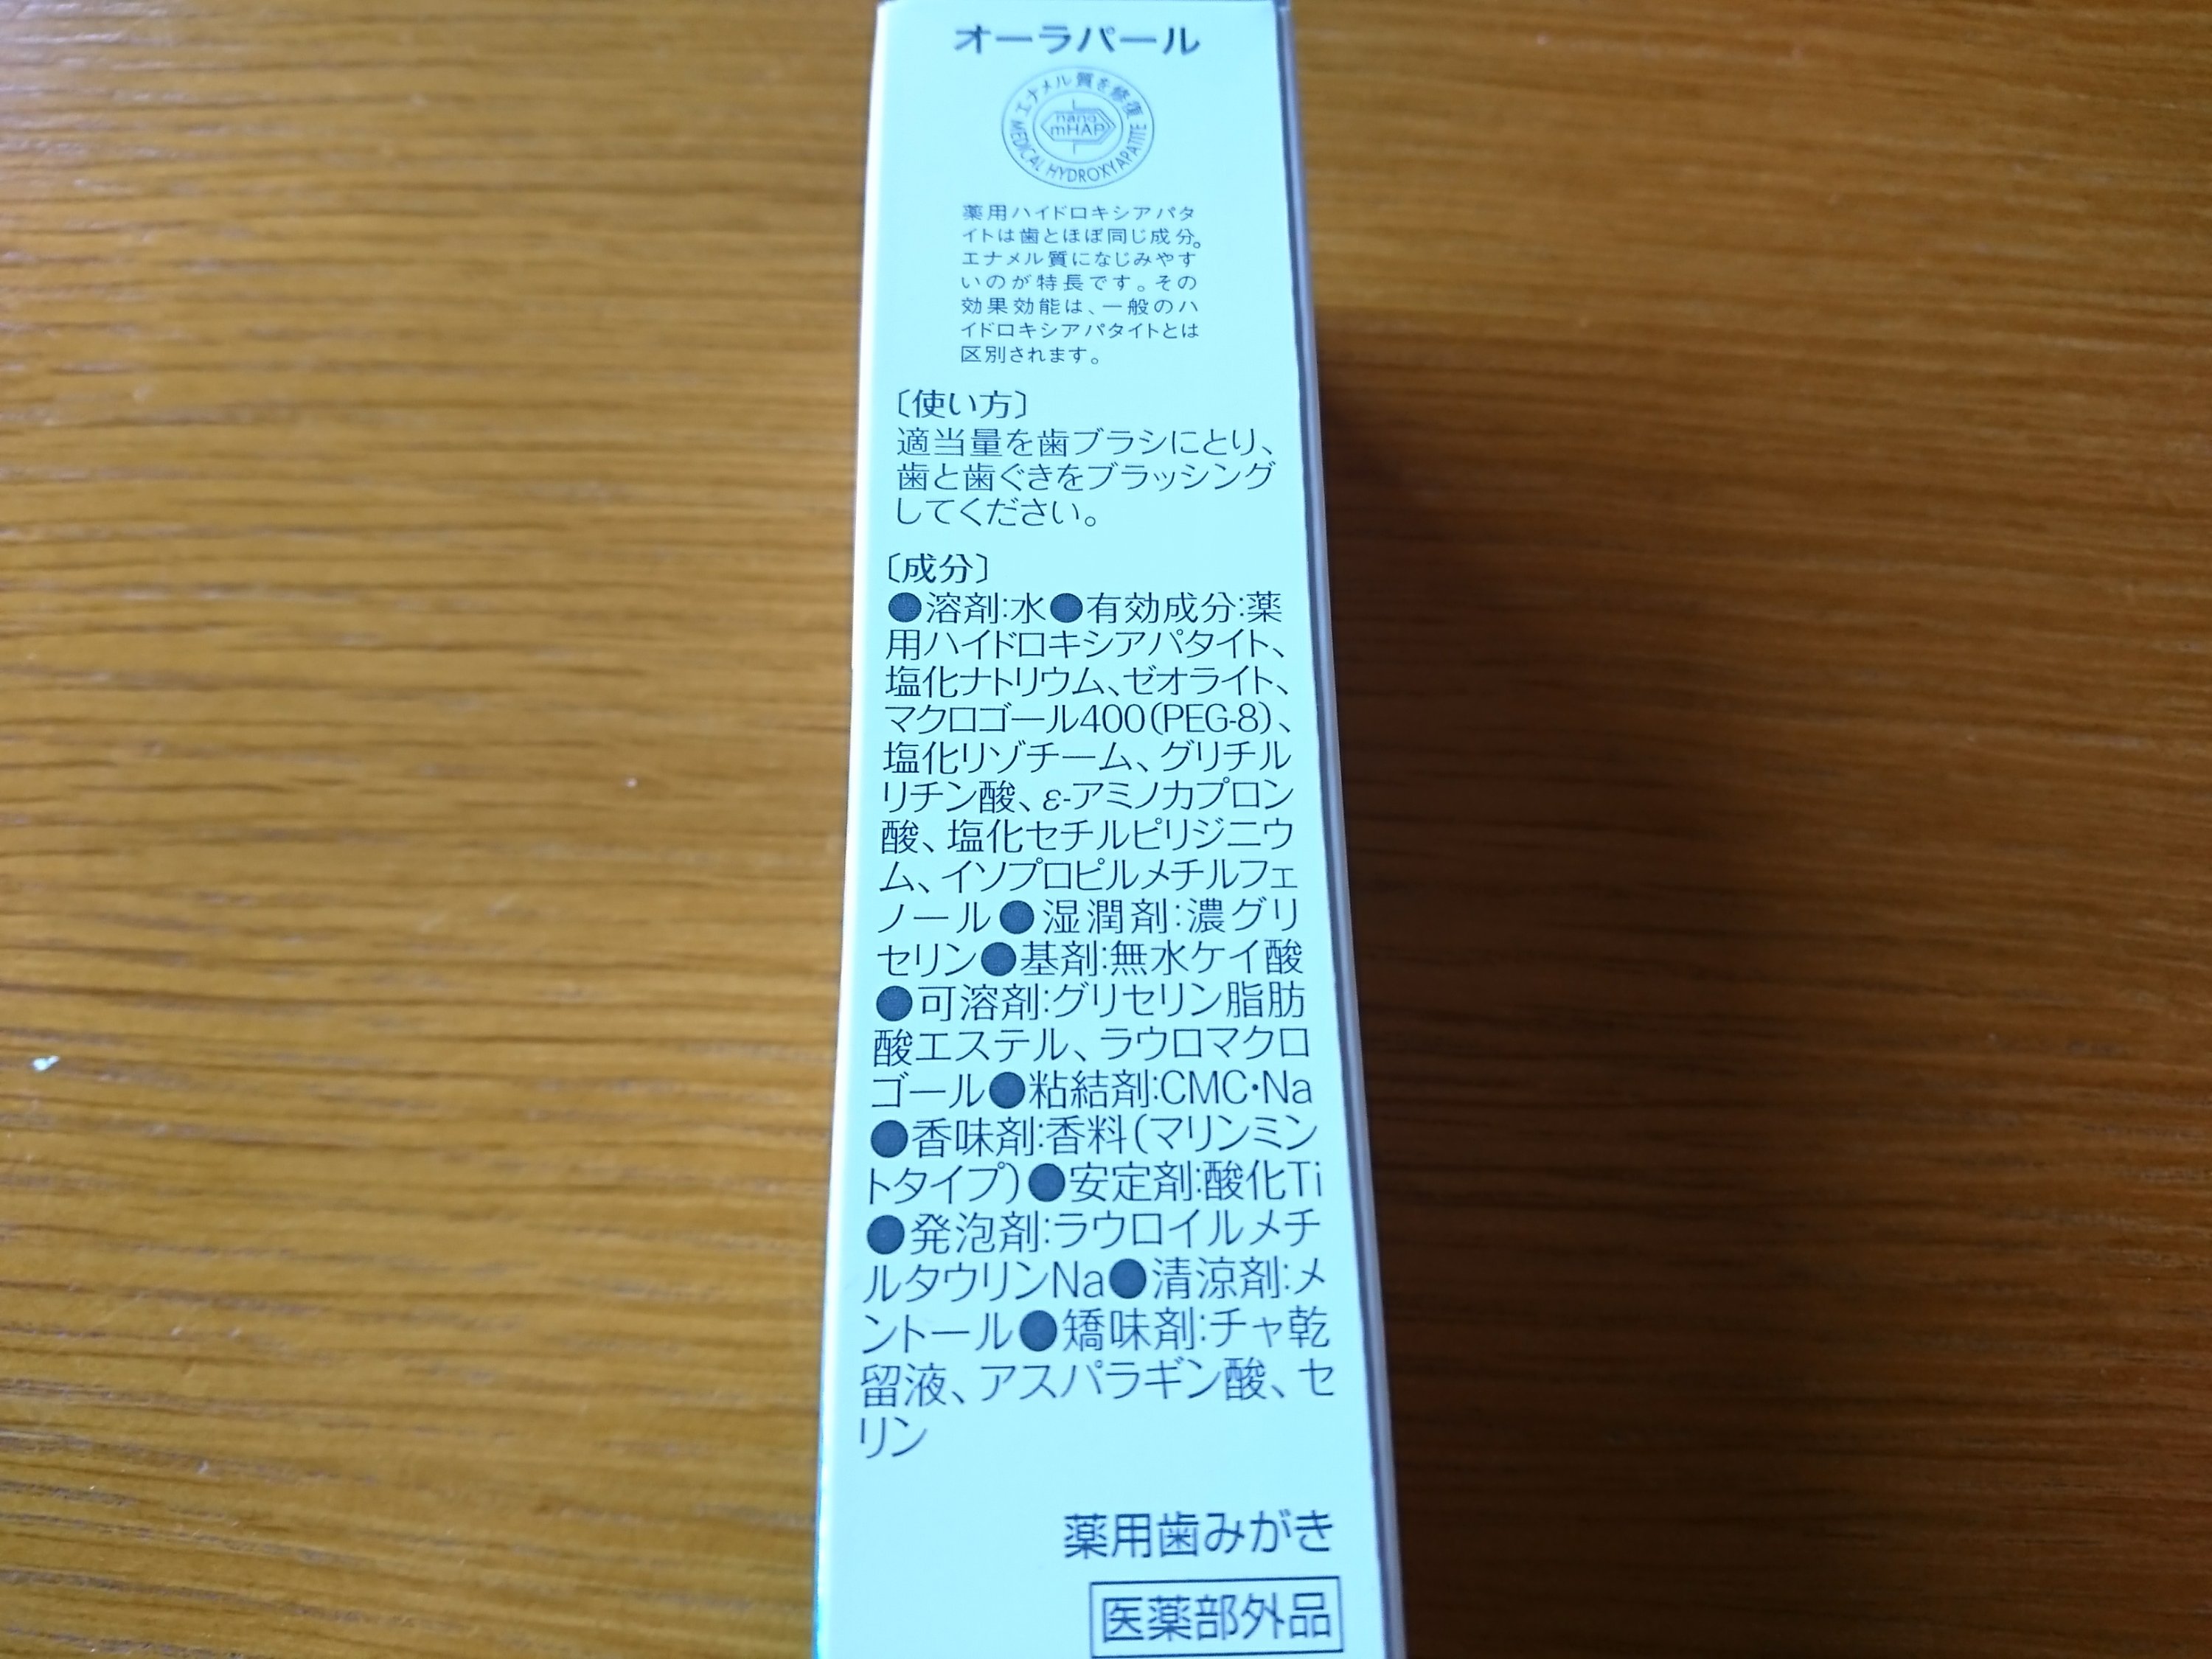 オーラパール
エナメル質を修復
nano
mHAP
MEDICAL HYDROXYAPATITE
薬用ハイドロキシアパタ
イトは歯とほぼ同じ成分。
エナメル質になじみやす
いのが特長です。その
効果効能は、一般のハ
イドロキシアパタイトとは
区別されます。
〔使い方〕
適当量を歯ブラシにとり、
歯と歯ぐきをブラッシング
してください。
〔成分〕
●溶剤:水●有効成分:薬
用ハイドロキシアパタイト、
塩化ナトリウム、ゼオライト、
マクロゴール400(PEG-8)、
塩化リゾチーム、グリチル
リチン酸、ε-アミノカプロン
酸、塩化セチルピリジニウ
ム、イソプロピルメチルフェ
ノール●湿潤剤:濃グリ
セリン●基剤:無水ケイ酸
●可溶剤:グリセリン脂肪
酸エステル、ラウロマクロ
ゴール●粘結剤:CMC・Na
●香味剤:香料(マリンミン
トタイプ)●安定剤:酸化Ti
●発泡剤:ラウロイルメチ
ルタウリンNa●清涼剤:メ
ントール●矯味剤:チャ乾
留液、アスパラギン酸、セ
リン
薬用歯みがき
医薬部外品